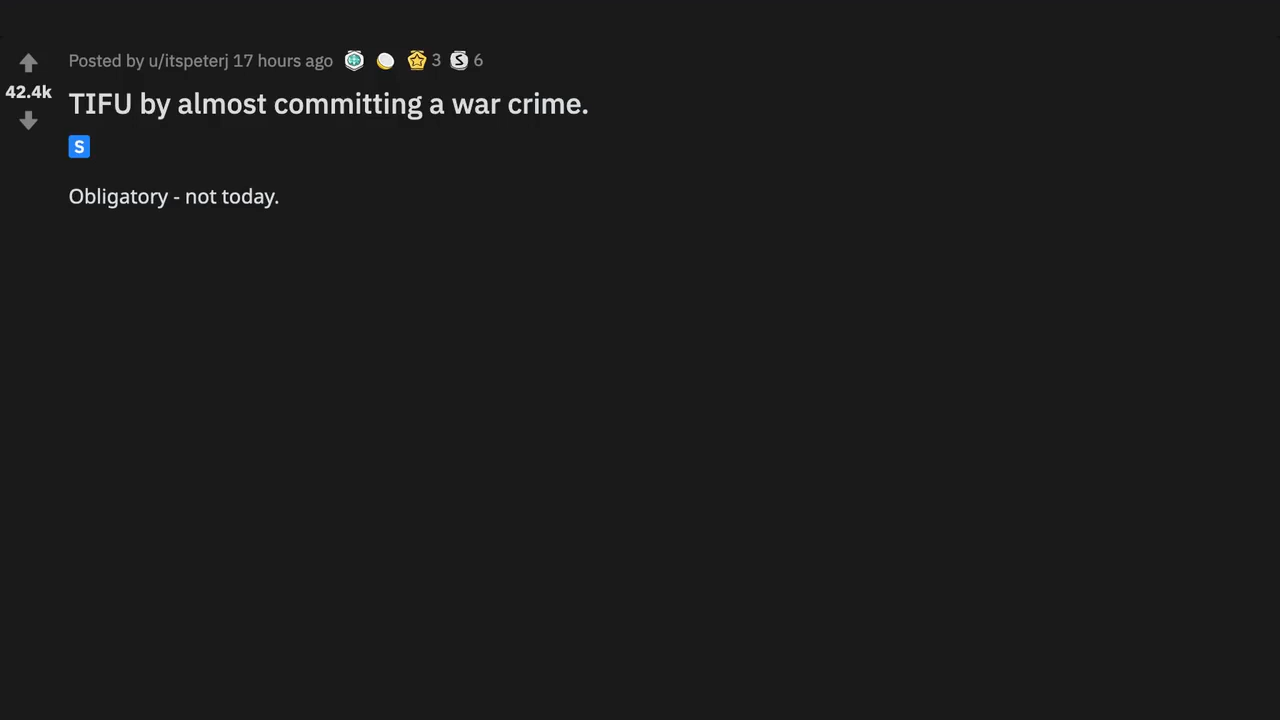 Posted by u/itspeterj 17 hours ago 3 6
42.4k
TIFU by almost committing a war crime.
S
Obligatory - not today.